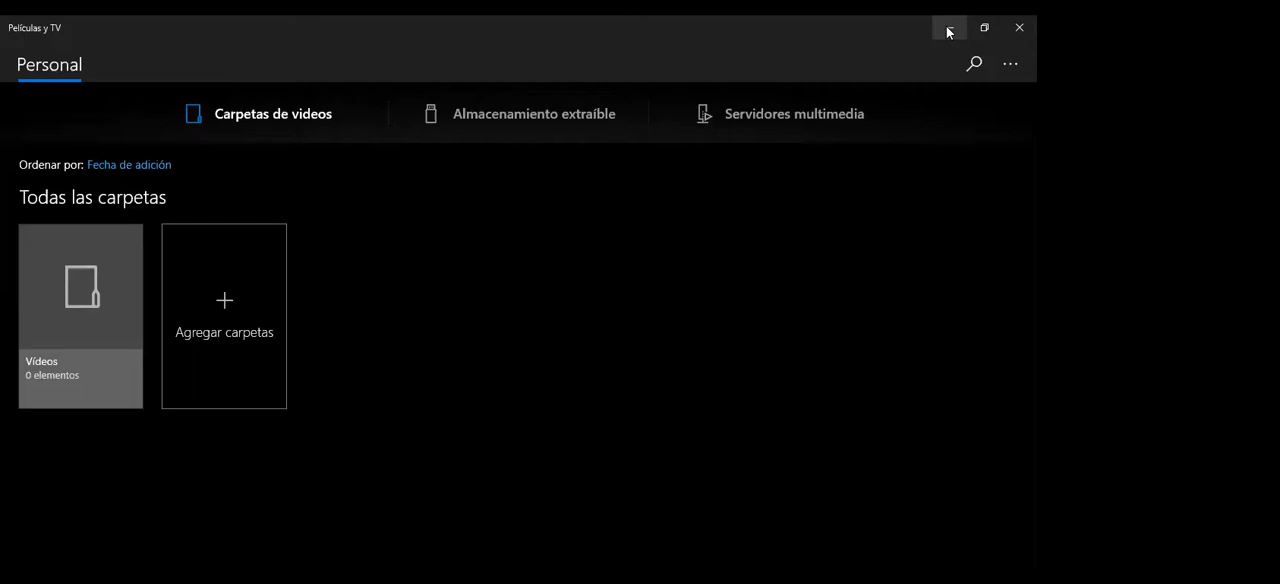 Películas y TV
Personal
Carpetas de videos
Almacenamiento extraíble
Servidores multimedia
Ordenar por: Fecha de adición
Todas las carpetas
Agregar carpetas
Vídeos
0 elementos